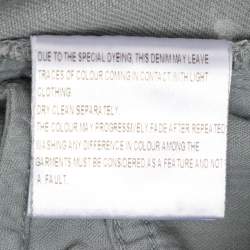 DUE TO THE SPECIAL DYEING, THIS DENIM MAY LEAVE
TRACES OF COLOUR COMING IN CONTACT WITH LIGHT
CLOTHING.
DRY CLEAN SEPARATELY.
THE COLOUR MAY PROGRESSIVELY FADE AFTER REPEATED
WASHING ANY DIFFERENCE IN COLOUR AMONG THE
GARMENTS MUST BE CONSIDERED AS A FEATURE AND NOT
A FAULT.